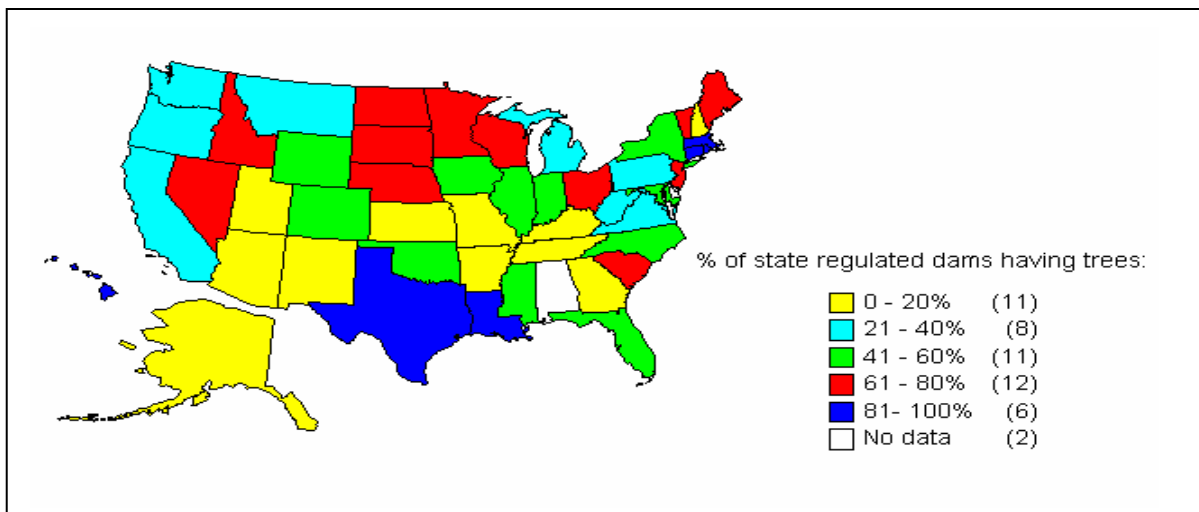 % of state regulated dams having trees:
0 - 20% (11)
21 - 40% (8)
41 - 60% (11)
61 - 80% (12)
81- 100% (6)
No data (2)